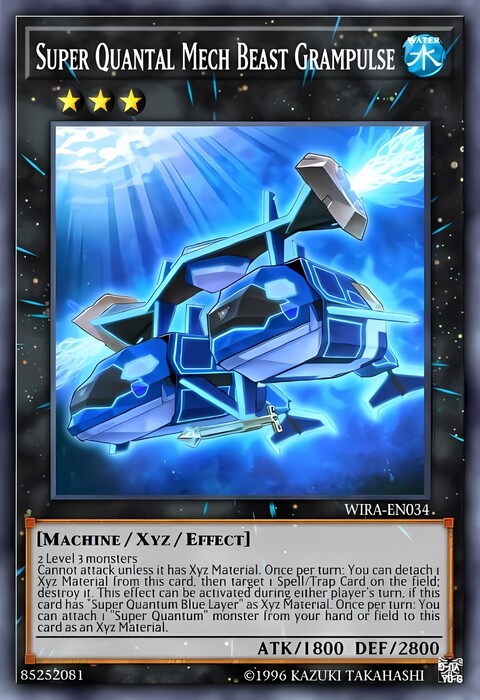 SUPER QUANTAL MECH BEAST GRAMPULSE
WATER
水
WIRA-EN034
[MACHINE / XYZ / EFFECT]
2 Level 3 monsters
Cannot attack unless it has Xyz Material. Once per turn: You can detach 1
Xyz Material from this card, then target 1 Spell/Trap Card on the field;
destroy it. This effect can be activated during either player's turn, if this
card has "Super Quantum Blue Layer" as Xyz Material. Once per turn: You
can attach 1 "Super Quantum" monster from your hand or field to this
card as an Xyz Material.
ATK/1800 DEF/2800
85252081
©1996 KAZUKI TAKAHASHI